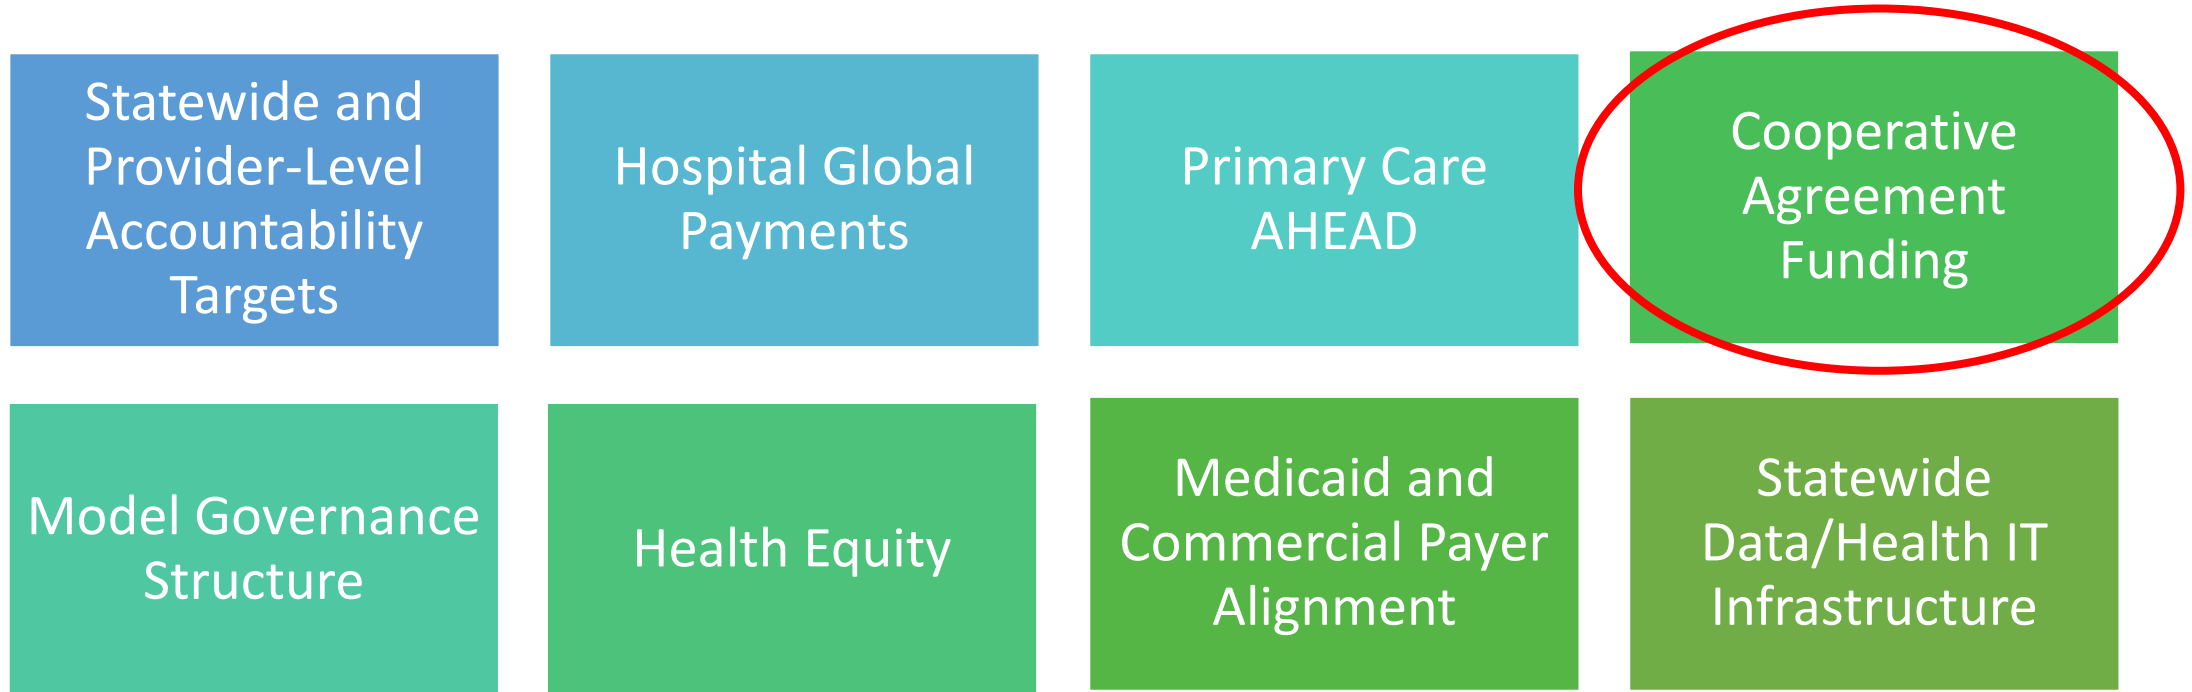 Statewide and
Provider-Level
Accountability
Targets
Hospital Global
Payments
Primary Care
AHEAD
Cooperative
Agreement
Funding
Model Governance
Structure
Health Equity
Medicaid and
Commercial Payer
Alignment
Statewide
Data/Health IT
Infrastructure